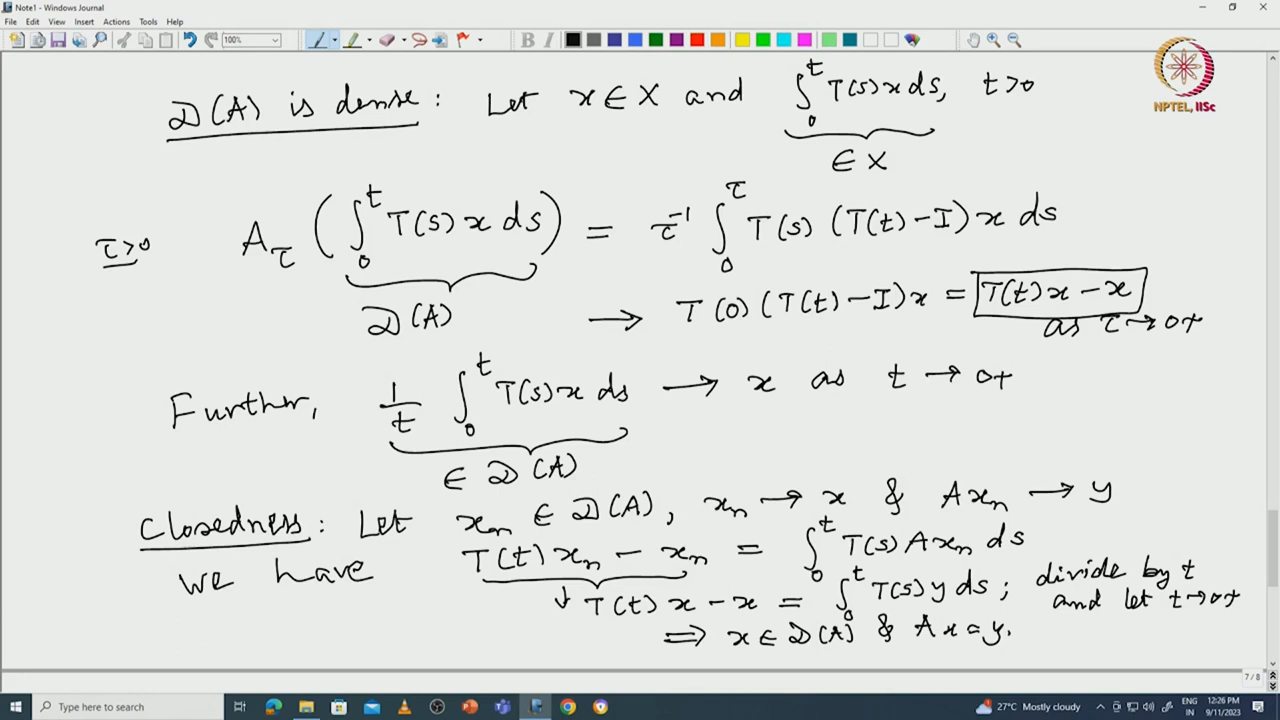 Note1 - Windows Journal
File Edit View Insert Actions Tools Help
100%
B I
NPTEL, IISc
D(A) is dense: Let x ∈ X and ∫₀ᵗ T(s)x ds, t>0
∈ X
τ>0 A_τ (∫₀ᵗ T(s) x ds) = τ⁻¹ ∫₀^τ T(s) (T(t)-I)x ds
D(A) → T(0)(T(t)-I)x = T(t)x - x
as τ→0+
Further, 1/t ∫₀ᵗ T(s)x ds → x as t → 0+
∈ D(A)
Closedness: Let xₙ ∈ D(A), xₙ → x & Axₙ → y
we have T(t)xₙ - xₙ = ∫₀ᵗ T(s)Axₙ ds
↓ T(t)x - x = ∫₀ᵗ T(s)y ds; divide by t
and let t→0+
⇒ x ∈ D(A) & Ax=y.
7 / 8
Type here to search
27°C Mostly cloudy
ENG
IN
12:26 PM
9/11/2023